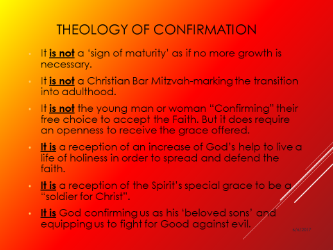 THEOLOGY OF CONFIRMATION
It is not a 'sign of maturity' as if no more growth is
necessary.
It is not a Christian Bar Mitzvah-marking the transition
into adulthood.
It is not the young man or woman "Confirming" their
free choice to accept the Faith. But it does require
an openness to receive the grace offered.
It is a reception of an increase of God's help to live a
life of holiness in order to spread and defend the
faith.
It is a reception of the Spirit's special grace to be a
"soldier for Christ".
It is God confirming us as his 'beloved sons' and
equipping us to fight for Good against evil.